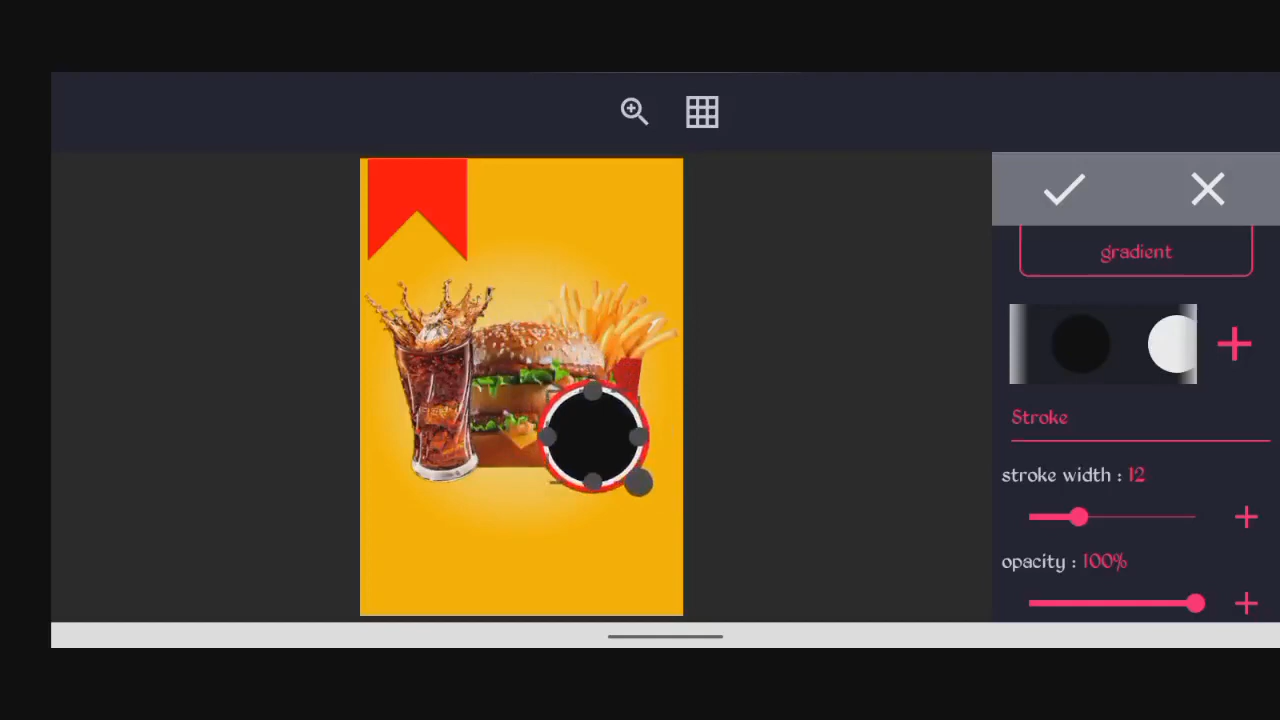 gradient
Stroke
stroke width : 12
opacity : 100%